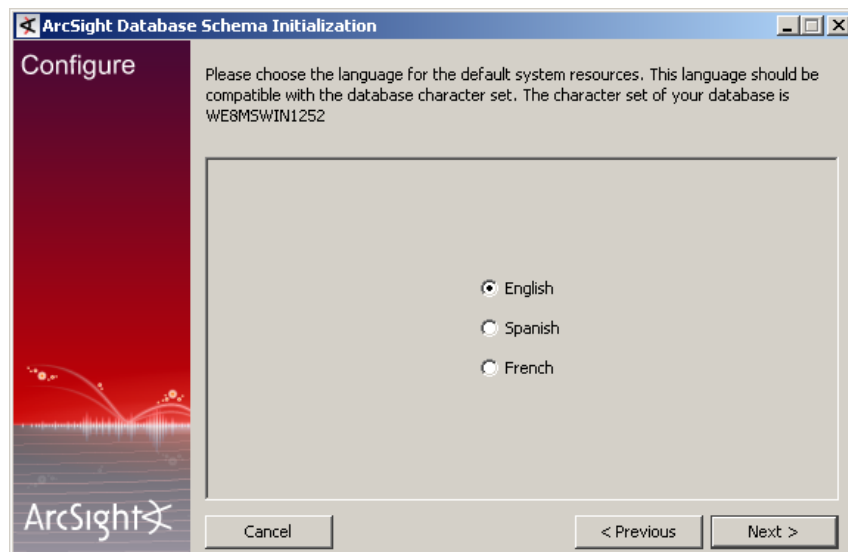 ArcSight Database Schema Initialization
Configure
Please choose the language for the default system resources. This language should be
compatible with the database character set. The character set of your database is
WE8MSWIN1252
English
Spanish
French
ArcSight
Cancel
< Previous
Next >